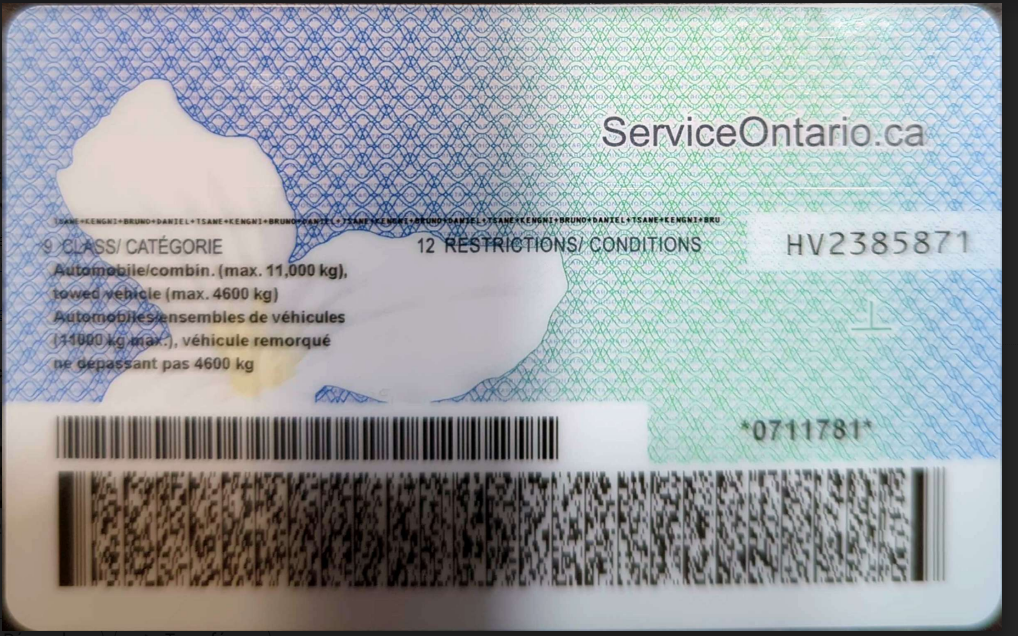 ServiceOntario.ca
TSANE+KENGNI+BRUNO+DANIEL+TSANE+KENGNI+BRUNO+DANIEL+TSANE+KENGNI+BRUNO+DANIEL+TSANE+KENGNI+BRUNO+DANIEL+TSANE+KENGNI+BRU
9 CLASS/ CATÉGORIE
12 RESTRICTIONS/ CONDITIONS
HV2385871
Automobile/combin. (max. 11,000 kg),
towed vehicle (max. 4600 kg)
Automobiles/ensembles de véhicules
(11000 kg max.), véhicule remorqué
ne dépassant pas 4600 kg
*0711781*